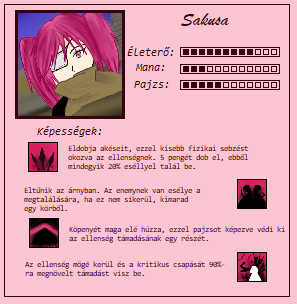 Sakusa
Életerő:
Mana:
Pajzs:
Képességek:
Eldobja akéseit, ezzel kisebb fizikai sebzést
okozva az ellenségnek. 5 pengét dob el, ebből
mindegyik 20% eséllyel talál be.
Eltűnik az árnyban. Az enemynek van esélye a
megtalálására, ha ez nem sikerül, kimarad
egy körből.
Köpenyét maga elé húzza, ezzel pajzsot képezve védi ki
az ellenség támadásának egy részét.
Az ellenség mögé kerül és a kritikus csapását 90%-
ra megnövelt támadást visz be.